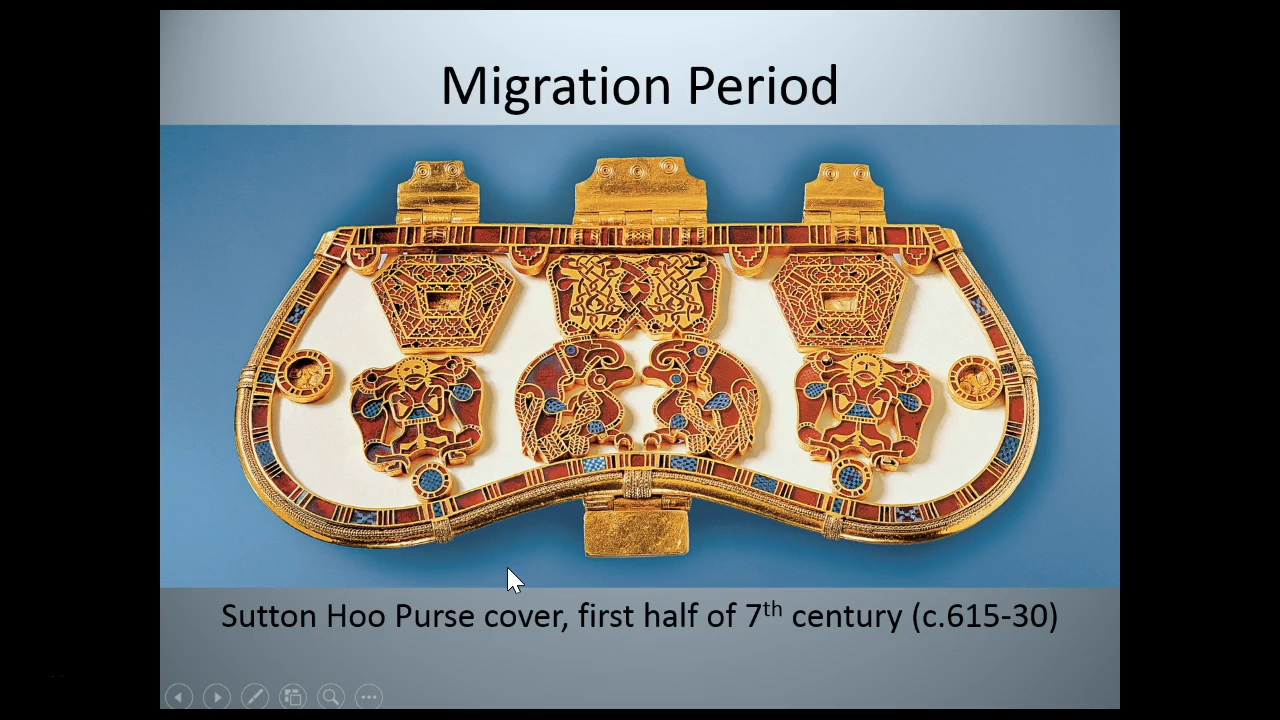 Migration Period
Sutton Hoo Purse cover, first half of 7th century (c.615-30)